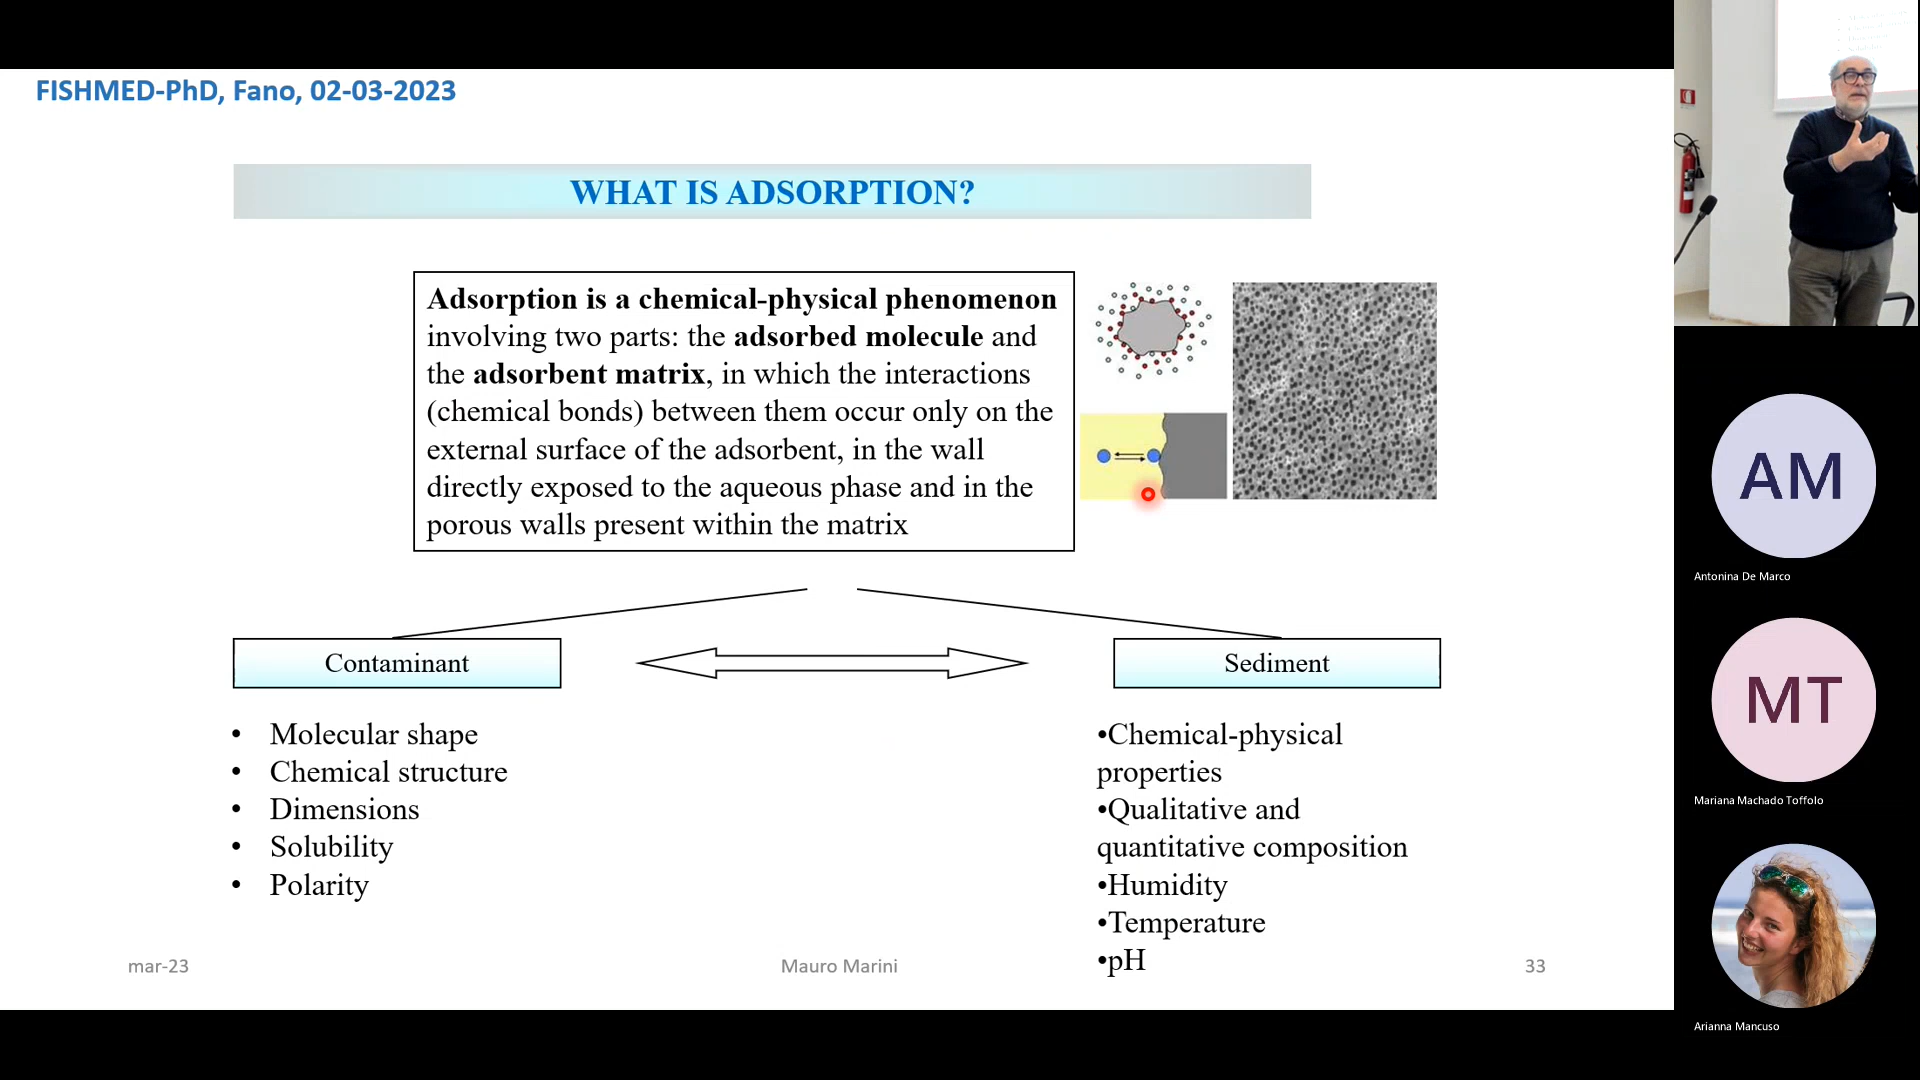 FISHMED-PhD, Fano, 02-03-2023
WHAT IS ADSORPTION?
Adsorption is a chemical-physical phenomenon
involving two parts: the adsorbed molecule and
the adsorbent matrix, in which the interactions
(chemical bonds) between them occur only on the
external surface of the adsorbent, in the wall
directly exposed to the aqueous phase and in the
porous walls present within the matrix
Contaminant
Sediment
• Molecular shape
• Chemical structure
• Dimensions
• Solubility
• Polarity
•Chemical-physical
properties
•Qualitative and
quantitative composition
•Humidity
•Temperature
•pH
mar-23
Mauro Marini
33
AM
Antonina De Marco
MT
Mariana Machado Toffolo
Arianna Mancuso